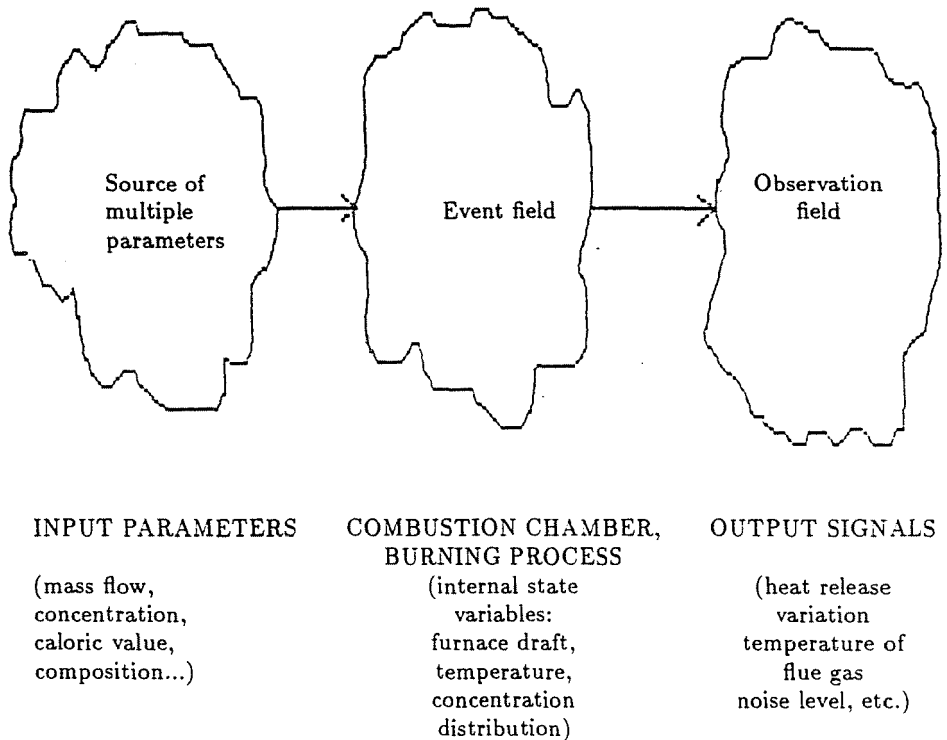 Source of
multiple
parameters
Event field
Observation
field
INPUT PARAMETERS
(mass flow,
concentration,
caloric value,
composition...)
COMBUSTION CHAMBER,
BURNING PROCESS
(internal state
variables:
furnace draft,
temperature,
concentration
distribution)
OUTPUT SIGNALS
(heat release
variation
temperature of
flue gas
noise level, etc.)